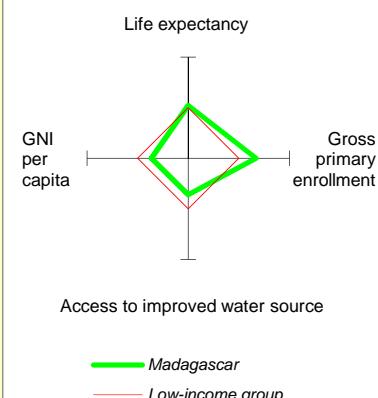 Life expectancy
GNI
per
capita
Gross
primary
enrollment
Access to improved water source
Madagascar
Low-income group